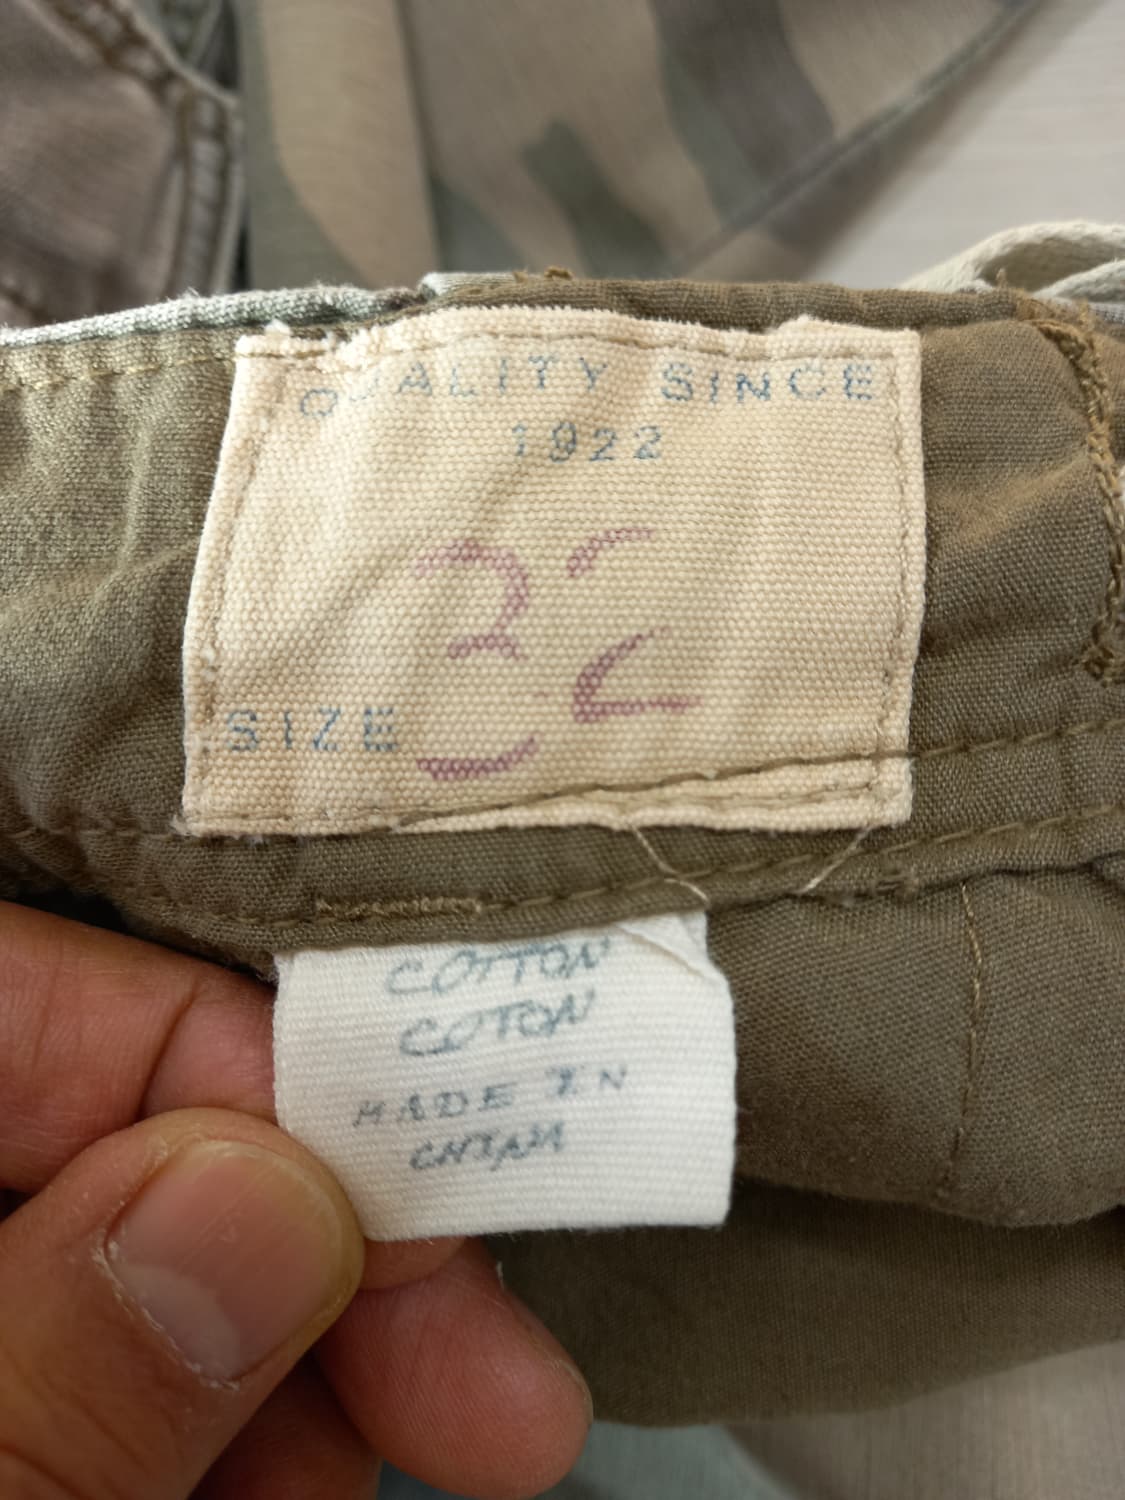 QUALITY SINCE
1922
32
SIZE
COTTON
COTON
MADE IN
CHINA